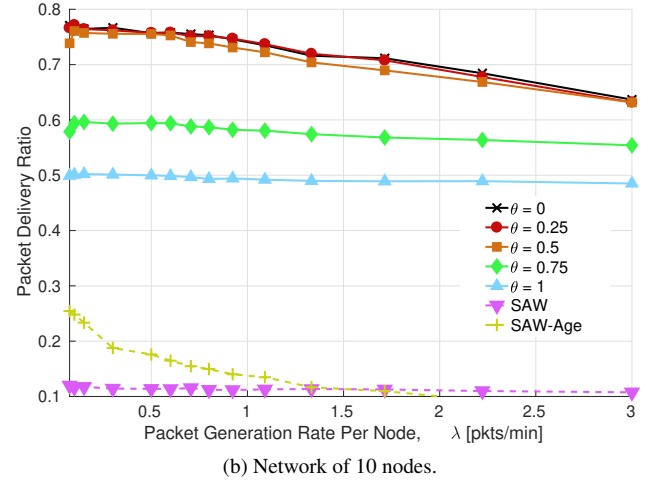 0.8
0.7
0.6
0.5
0.4
0.3
0.2
0.1
Packet Delivery Ratio
θ = 0
θ = 0.25
θ = 0.5
θ = 0.75
θ = 1
SAW
SAW-Age
0.5 1 1.5 2 2.5 3
Packet Generation Rate Per Node, λ [pkts/min]
(b) Network of 10 nodes.